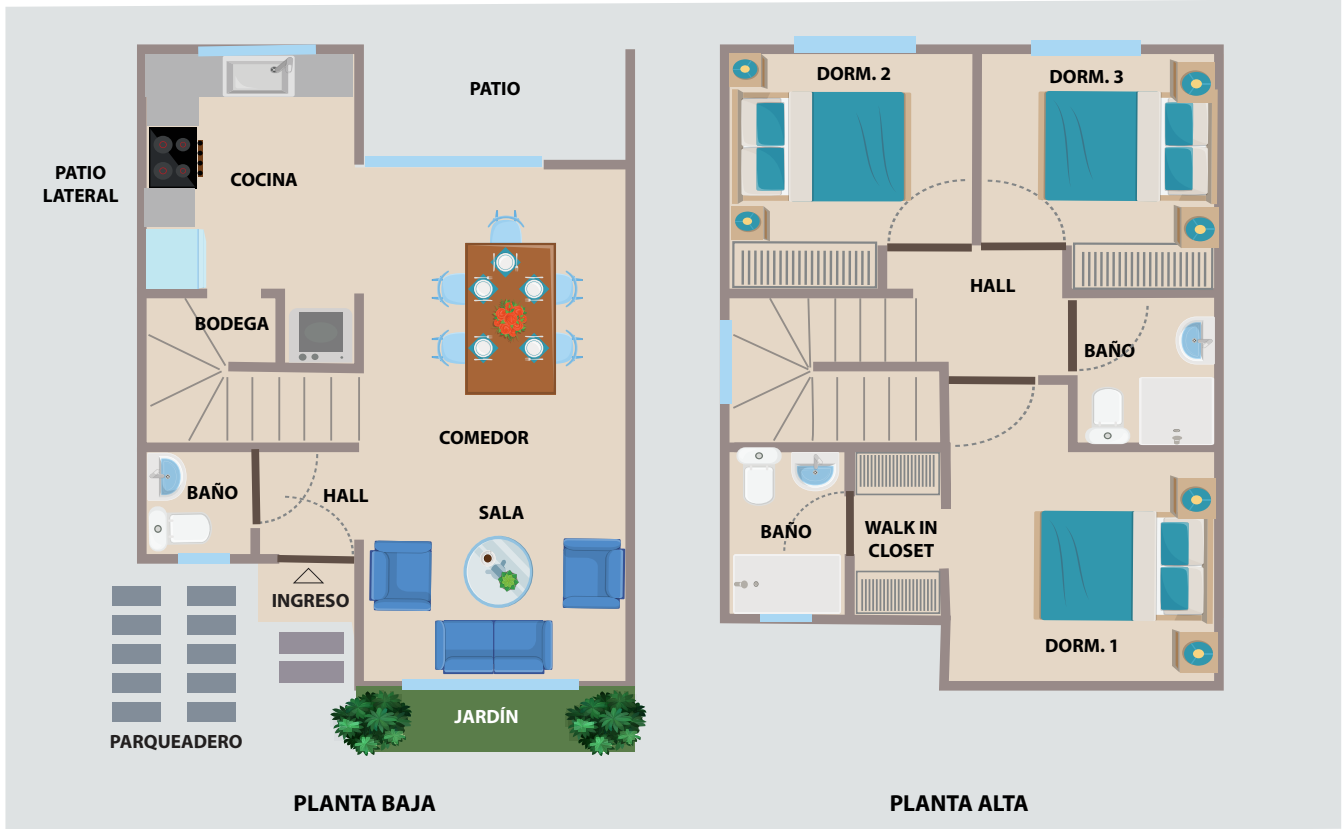 PATIO
PATIO
LATERAL
COCINA
BODEGA
COMEDOR
BAÑO
HALL
SALA
INGRESO
JARDÍN
PARQUEADERO
PLANTA BAJA
DORM. 2
DORM. 3
HALL
BAÑO
BAÑO
WALK IN
CLOSET
DORM. 1
PLANTA ALTA